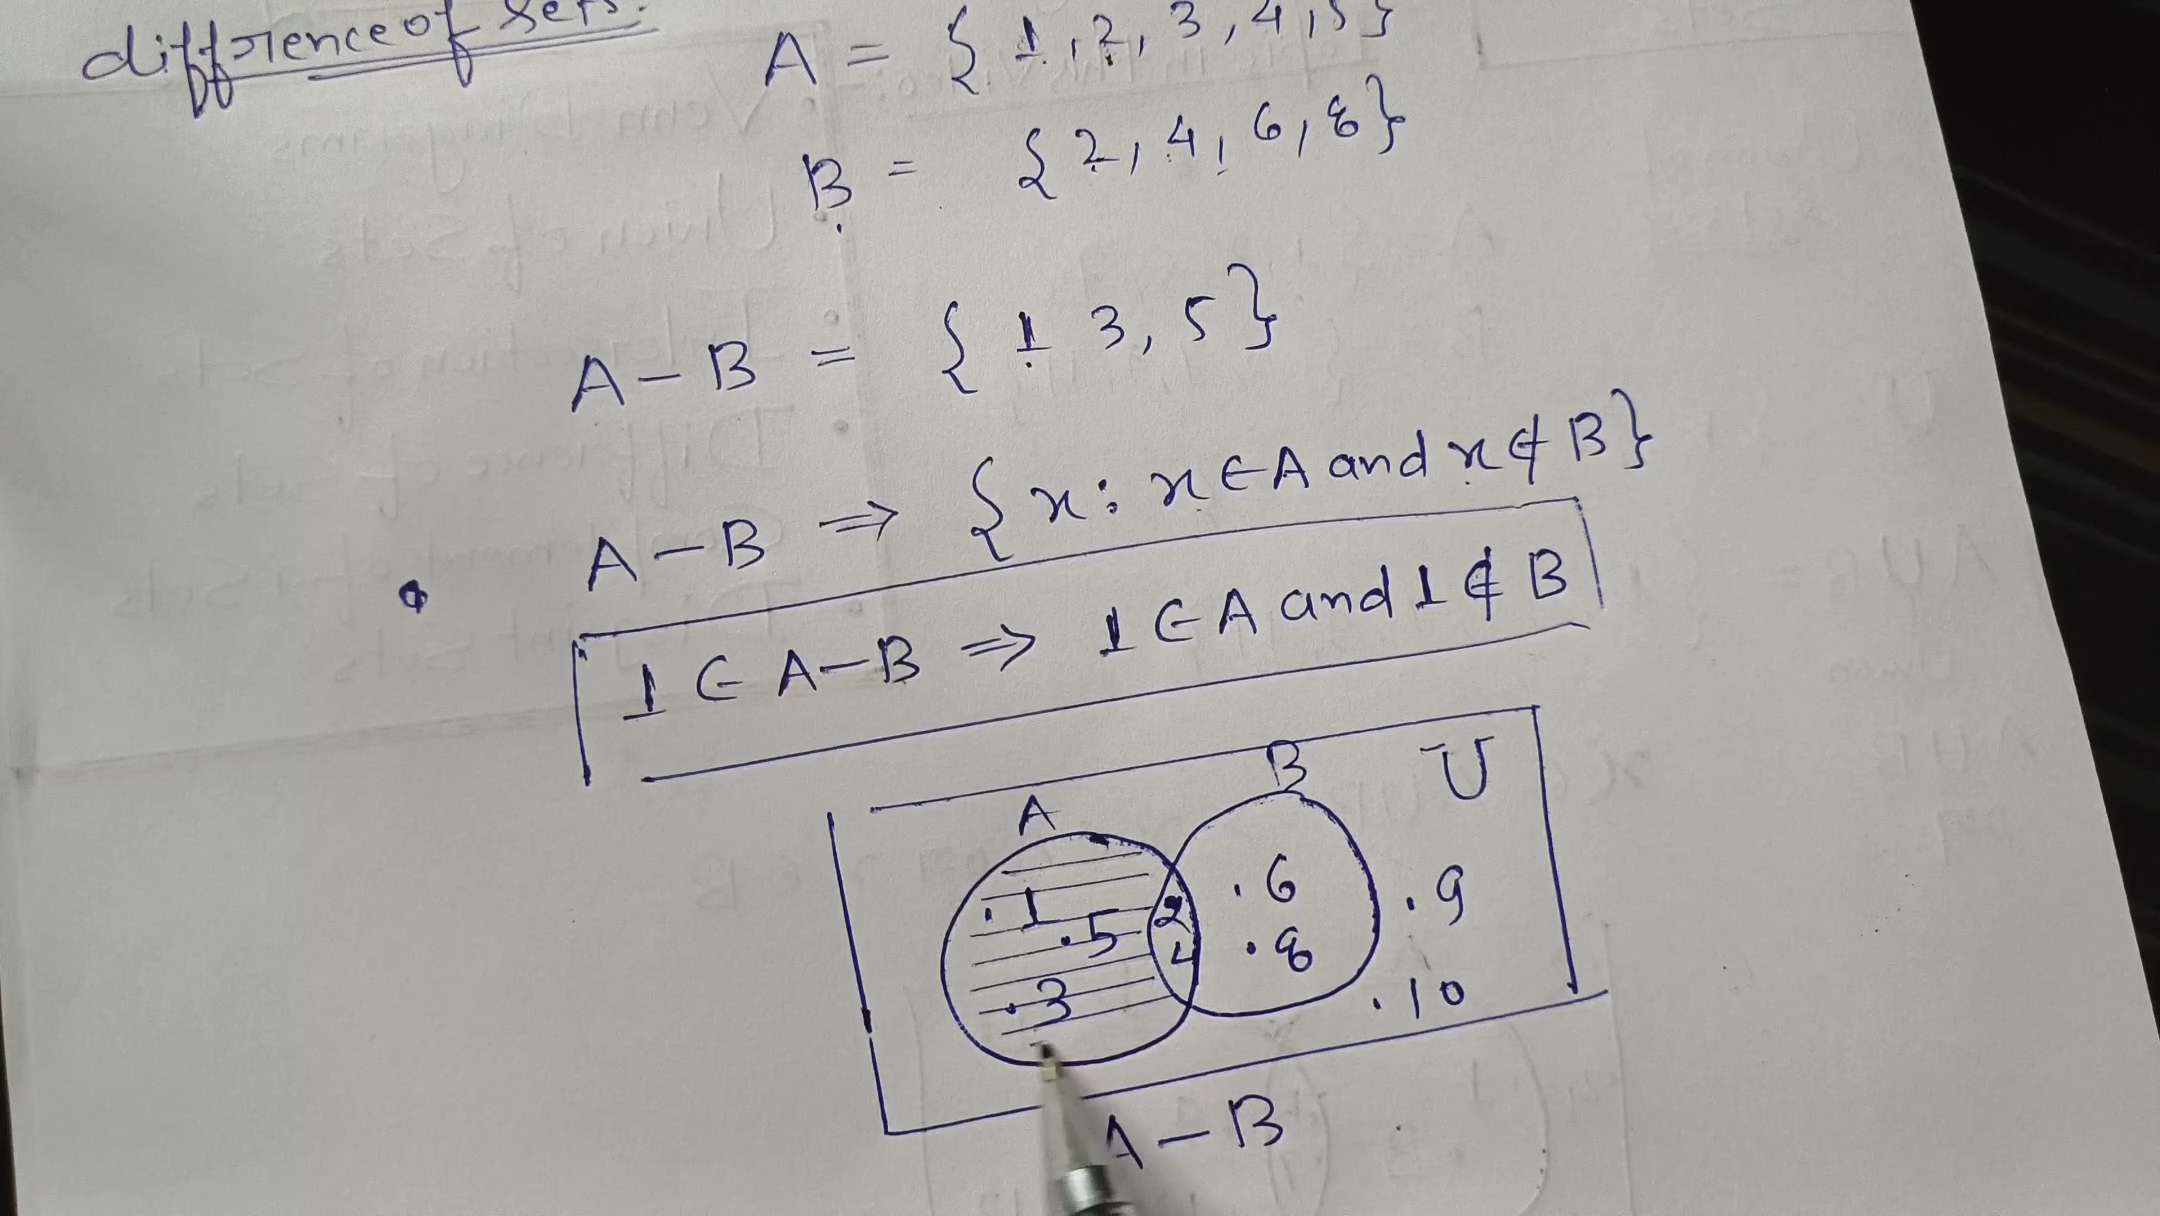 diffrence of sets.
A = { 1, 2, 3, 4, 5}
B = { 2, 4, 6, 8}
A - B = { 1 3, 5}
A - B ⇒ {x: x ∈ A and x ∉ B}
1 ∈ A - B ⇒ 1 ∈ A and 1 ∉ B
A B U
.1 .5 .3
2 4
.6 .8
.9
.10
A - B